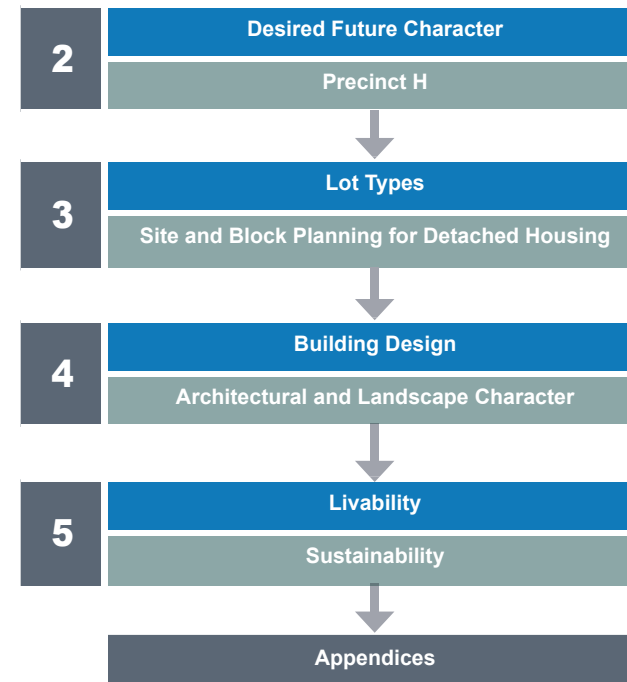 2
Desired Future Character
Precinct H
3
Lot Types
Site and Block Planning for Detached Housing
4
Building Design
Architectural and Landscape Character
5
Livability
Sustainability
Appendices